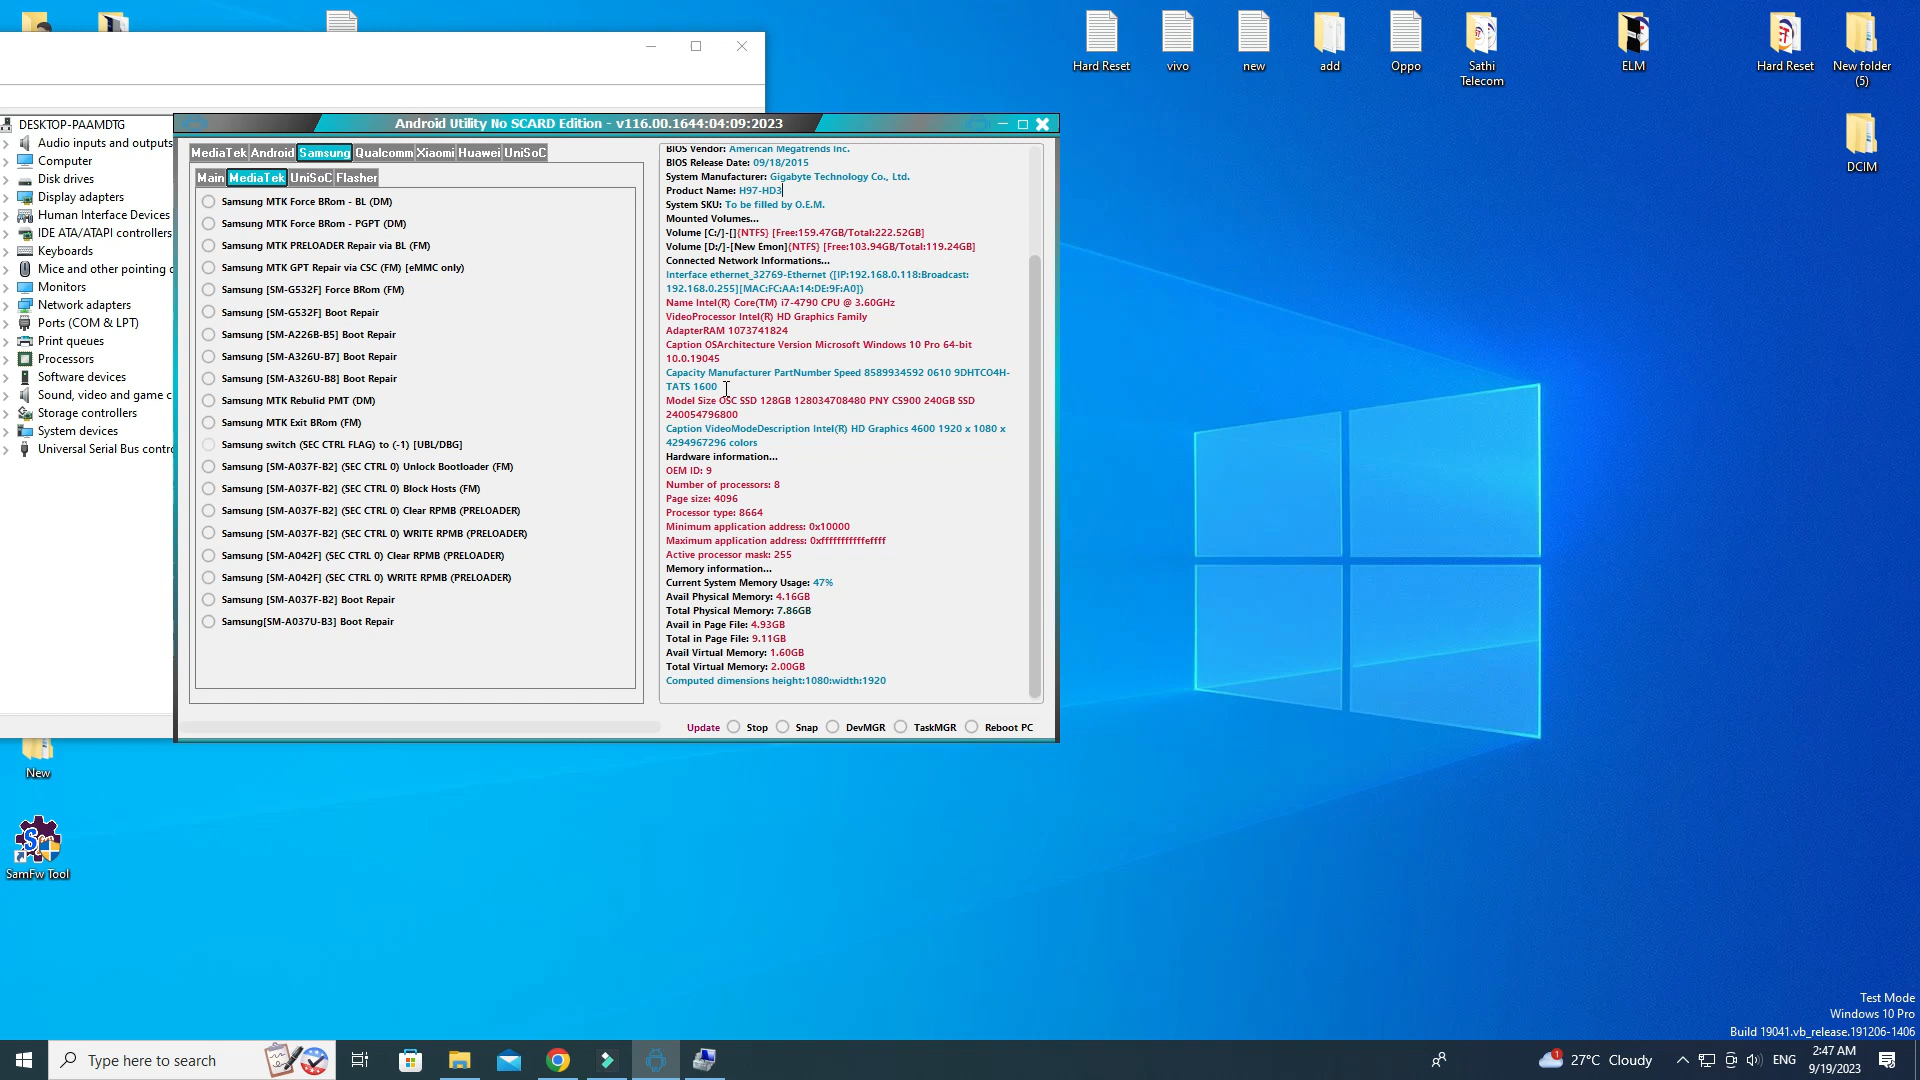 Hard Reset
vivo
new
add
Oppo
Sathi
Telecom
ELM
Hard Reset
New folder
(5)
DCIM
DESKTOP-PAAMDTG
Audio inputs and outputs
Computer
Disk drives
Display adapters
Human Interface Devices
IDE ATA/ATAPI controllers
Keyboards
Mice and other pointing d
Monitors
Network adapters
Ports (COM & LPT)
Print queues
Processors
Software devices
Sound, video and game c
Storage controllers
System devices
Universal Serial Bus contro
Android Utility No SCARD Edition - v116.00.1644:04:09:2023
MediaTek Android Samsung Qualcomm Xiaomi Huawei UniSoC
Main MediaTek UniSoC Flasher
Samsung MTK Force BRom - BL (DM)
Samsung MTK Force BRom - PGPT (DM)
Samsung MTK PRELOADER Repair via BL (FM)
Samsung MTK GPT Repair via CSC (FM) [eMMC only)
Samsung [SM-G532F] Force BRom (FM)
Samsung [SM-G532F] Boot Repair
Samsung [SM-A226B-B5] Boot Repair
Samsung [SM-A326U-B7] Boot Repair
Samsung [SM-A326U-B8] Boot Repair
Samsung MTK Rebulid PMT (DM)
Samsung MTK Exit BRom (FM)
Samsung switch (SEC CTRL FLAG) to (-1) [UBL/DBG]
Samsung [SM-A037F-B2] (SEC CTRL 0) Unlock Bootloader (FM)
Samsung [SM-A037F-B2] (SEC CTRL 0) Block Hosts (FM)
Samsung [SM-A037F-B2] (SEC CTRL 0) Clear RPMB (PRELOADER)
Samsung [SM-A037F-B2] (SEC CTRL 0) WRITE RPMB (PRELOADER)
Samsung [SM-A042F] (SEC CTRL 0) Clear RPMB (PRELOADER)
Samsung [SM-A042F] (SEC CTRL 0) WRITE RPMB (PRELOADER)
Samsung [SM-A037F-B2] Boot Repair
Samsung[SM-A037U-B3] Boot Repair
BIOS Vendor: American Megatrends Inc.
BIOS Release Date: 09/18/2015
System Manufacturer: Gigabyte Technology Co., Ltd.
Product Name: H97-HD3
System SKU: To be filled by O.E.M.
Mounted Volumes...
Volume [C:/]-[]{NTFS} [Free:159.47GB/Total:222.52GB]
Volume [D:/]-[New Emon]{NTFS} [Free:103.94GB/Total:119.24GB]
Connected Network Informations...
Interface ethernet_32769-Ethernet ([IP:192.168.0.118:Broadcast:
192.168.0.255][MAC:FC:AA:14:DE:9F:A0])
Name Intel(R) Core(TM) i7-4790 CPU @ 3.60GHz
VideoProcessor Intel(R) HD Graphics Family
AdapterRAM 1073741824
Caption OSArchitecture Version Microsoft Windows 10 Pro 64-bit
10.0.19045
Capacity Manufacturer PartNumber Speed 8589934592 0610 9DHTCO4H-
TATS 1600
Model Size OSC SSD 128GB 128034708480 PNY CS900 240GB SSD
240054796800
Caption VideoModeDescription Intel(R) HD Graphics 4600 1920 x 1080 x
4294967296 colors
Hardware information...
OEM ID: 9
Number of processors: 8
Page size: 4096
Processor type: 8664
Minimum application address: 0x10000
Maximum application address: 0xfffffffffffeffff
Active processor mask: 255
Memory information...
Current System Memory Usage: 47%
Avail Physical Memory: 4.16GB
Total Physical Memory: 7.86GB
Avail in Page File: 4.93GB
Total in Page File: 9.11GB
Avail Virtual Memory: 1.60GB
Total Virtual Memory: 2.00GB
Computed dimensions height:1080:width:1920
Update Stop Snap DevMGR TaskMGR Reboot PC
New
SamFw Tool
Test Mode
Windows 10 Pro
Build 19041.vb_release.191206-1406
Type here to search
1
27°C Cloudy
ENG
2:47 AM
9/19/2023